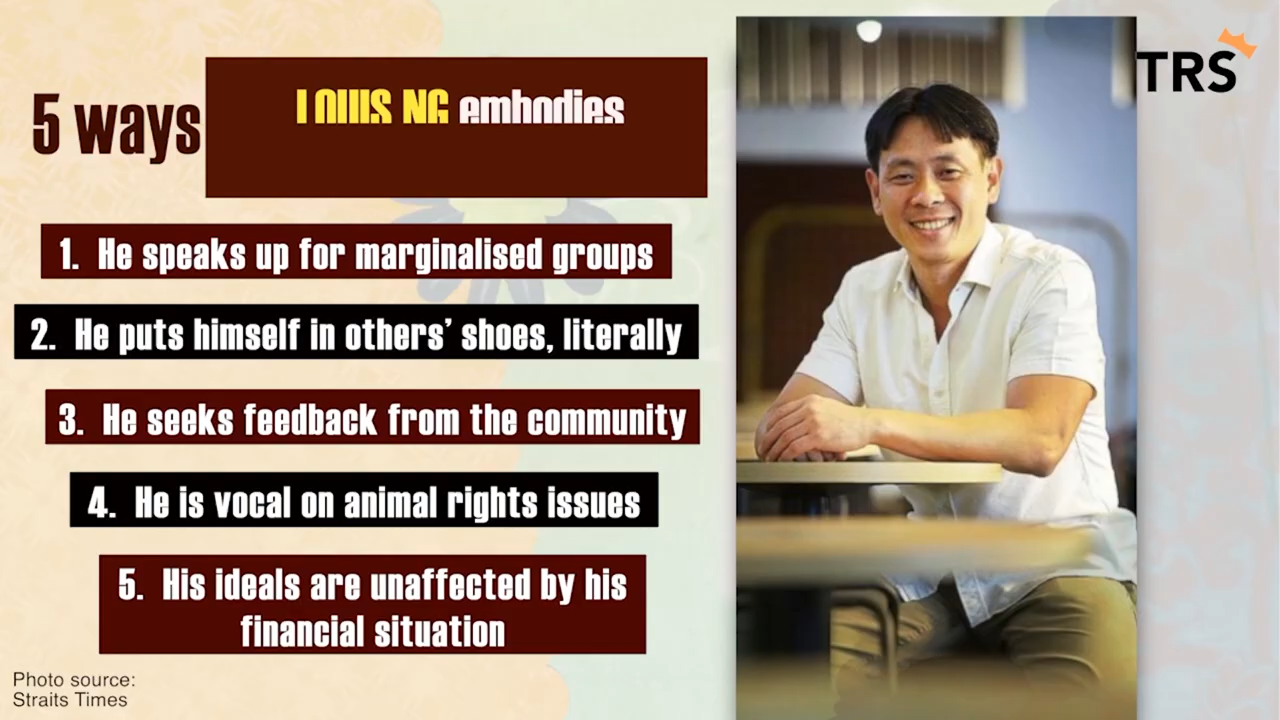 TRS
5 ways
LOUIS NG embodies
1. He speaks up for marginalised groups
2. He puts himself in others’ shoes, literally
3. He seeks feedback from the community
4. He is vocal on animal rights issues
5. His ideals are unaffected by his
financial situation
Photo source:
Straits Times